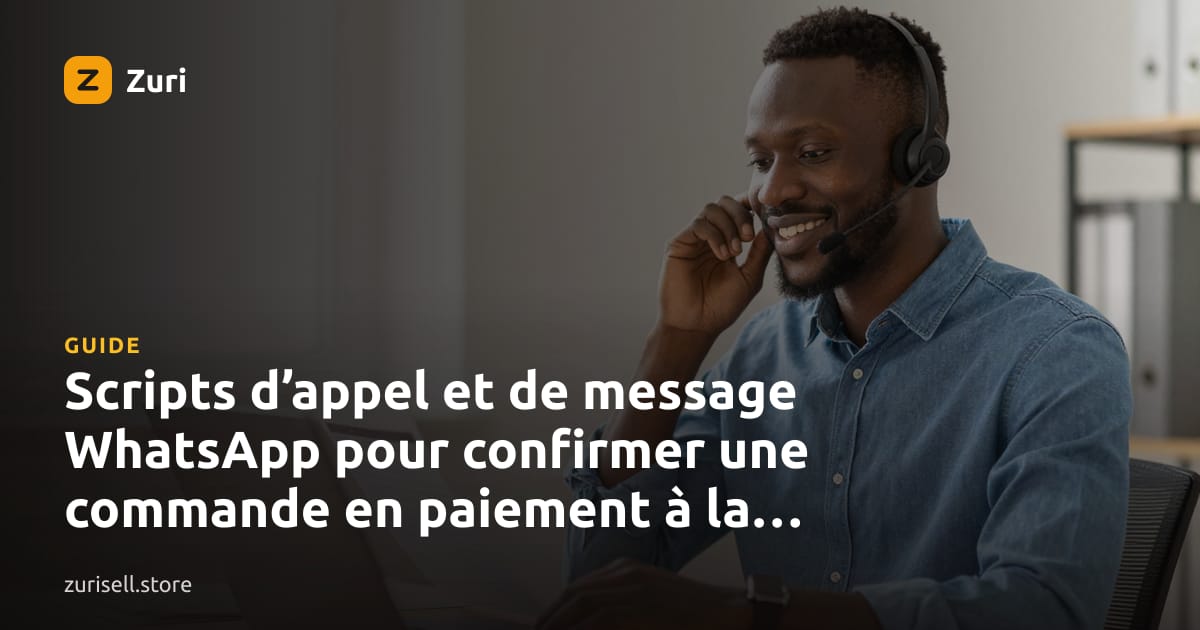 Z Zuri
GUIDE
Scripts d’appel et de message
WhatsApp pour confirmer une
commande en paiement à la…
zurisell.store